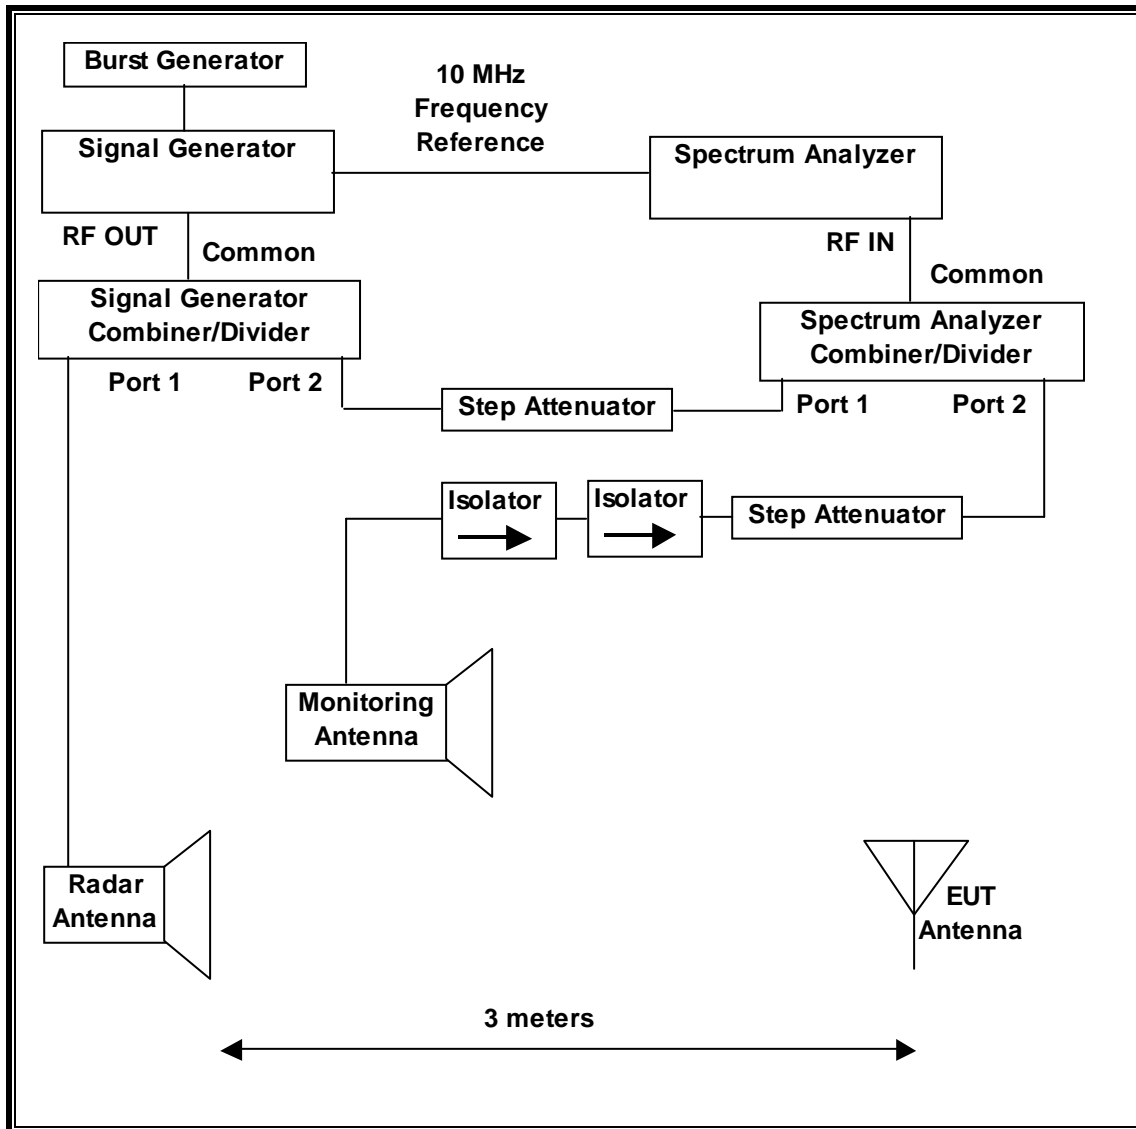 Burst Generator
10 MHz
Frequency
Reference
Signal Generator
Spectrum Analyzer
RF OUT
Common
RF IN
Common
Signal Generator
Combiner/Divider
Spectrum Analyzer
Combiner/Divider
Port 1
Port 2
Step Attenuator
Port 1
Port 2
Isolator
Isolator
Step Attenuator
Monitoring
Antenna
Radar
Antenna
EUT
Antenna
3 meters